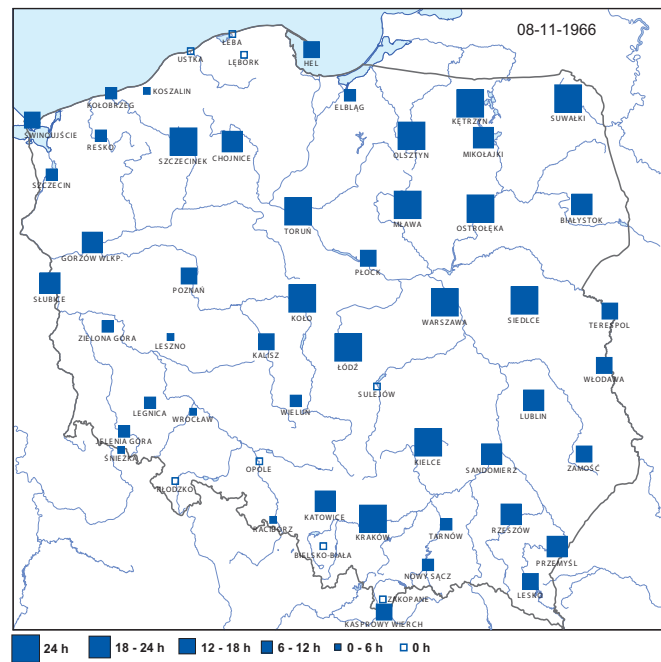 08-11-1966
ŁEBA
USTKA
LĘBORK
HEL
KOSZALIN
KOŁOBRZEG
ELBLĄG
KĘTRZYN
SUWAŁKI
ŚWINOUJŚCIE
RESKO
SZCZECINEK
CHOJNICE
OLSZTYN
MIKOŁAJKI
SZCZECIN
TORUŃ
MŁAWA
OSTROŁĘKA
BIAŁYSTOK
GORZÓW WLKP.
PŁOCK
SŁUBICE
POZNAŃ
KOŁO
WARSZAWA
SIEDLCE
TERESPOL
ZIELONA GÓRA
LESZNO
KALISZ
ŁÓDŹ
WŁODAWA
SULEJÓW
LEGNICA
WROCŁAW
WIELUŃ
LUBLIN
JELENIA GÓRA
ŚNIEŻKA
OPOLE
KIELCE
SANDOMIERZ
ZAMOŚĆ
KŁODZKO
RACIBÓRZ
KATOWICE
KRAKÓW
TARNÓW
RZESZÓW
BIELSKO-BIAŁA
PRZEMYŚL
NOWY SĄCZ
LESKO
ZAKOPANE
KASPROWY WIERCH
24 h 18 - 24 h 12 - 18 h 6 - 12 h 0 - 6 h 0 h